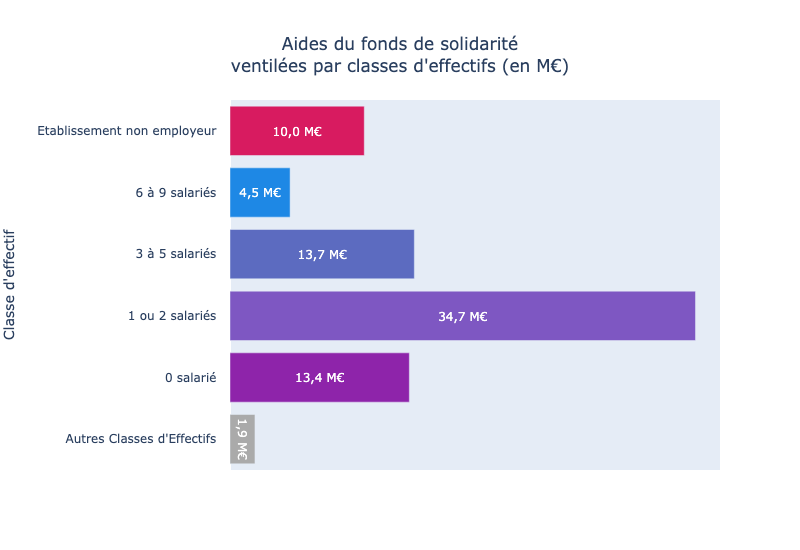 Aides du fonds de solidarité
ventilées par classes d'effectifs (en M€)
Classe d'effectif
Etablissement non employeur
10,0 M€
6 à 9 salariés
4,5 M€
3 à 5 salariés
13,7 M€
1 ou 2 salariés
34,7 M€
0 salarié
13,4 M€
Autres Classes d'Effectifs
1,9 M€